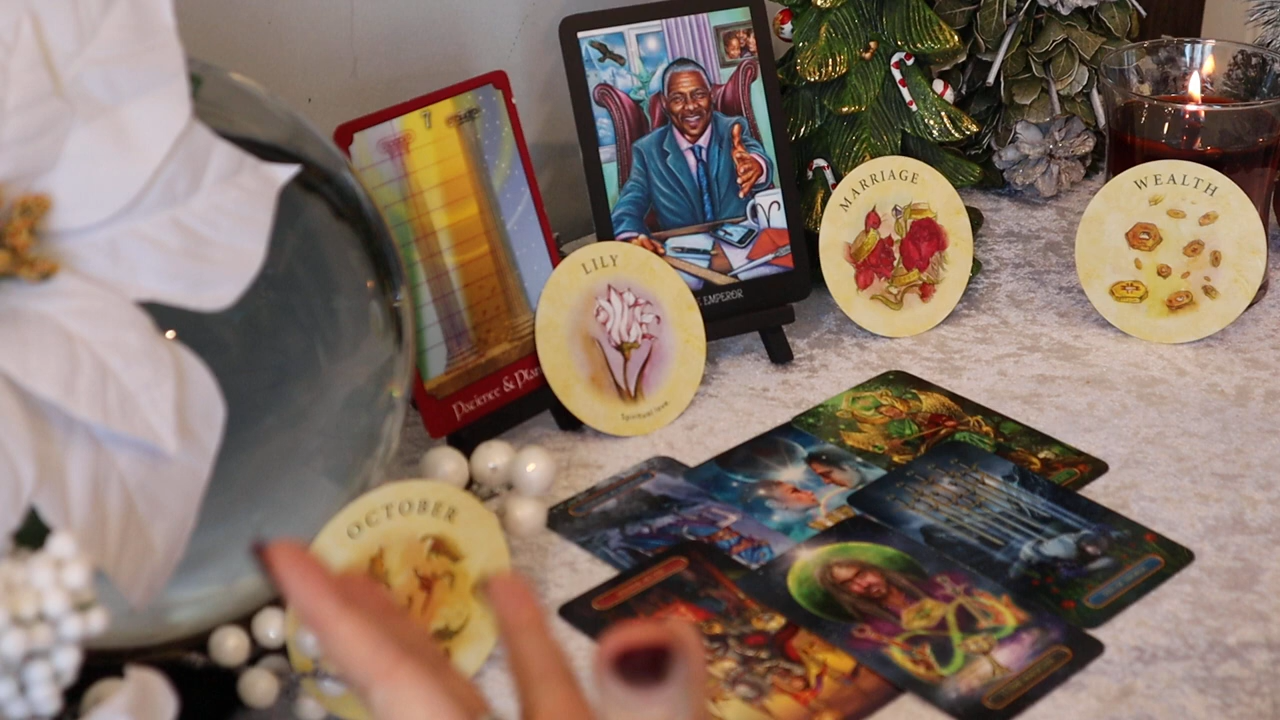 7
Patience & Plan
EMPEROR
LILY
Spiritual love
MARRIAGE
WEALTH
OCTOBER